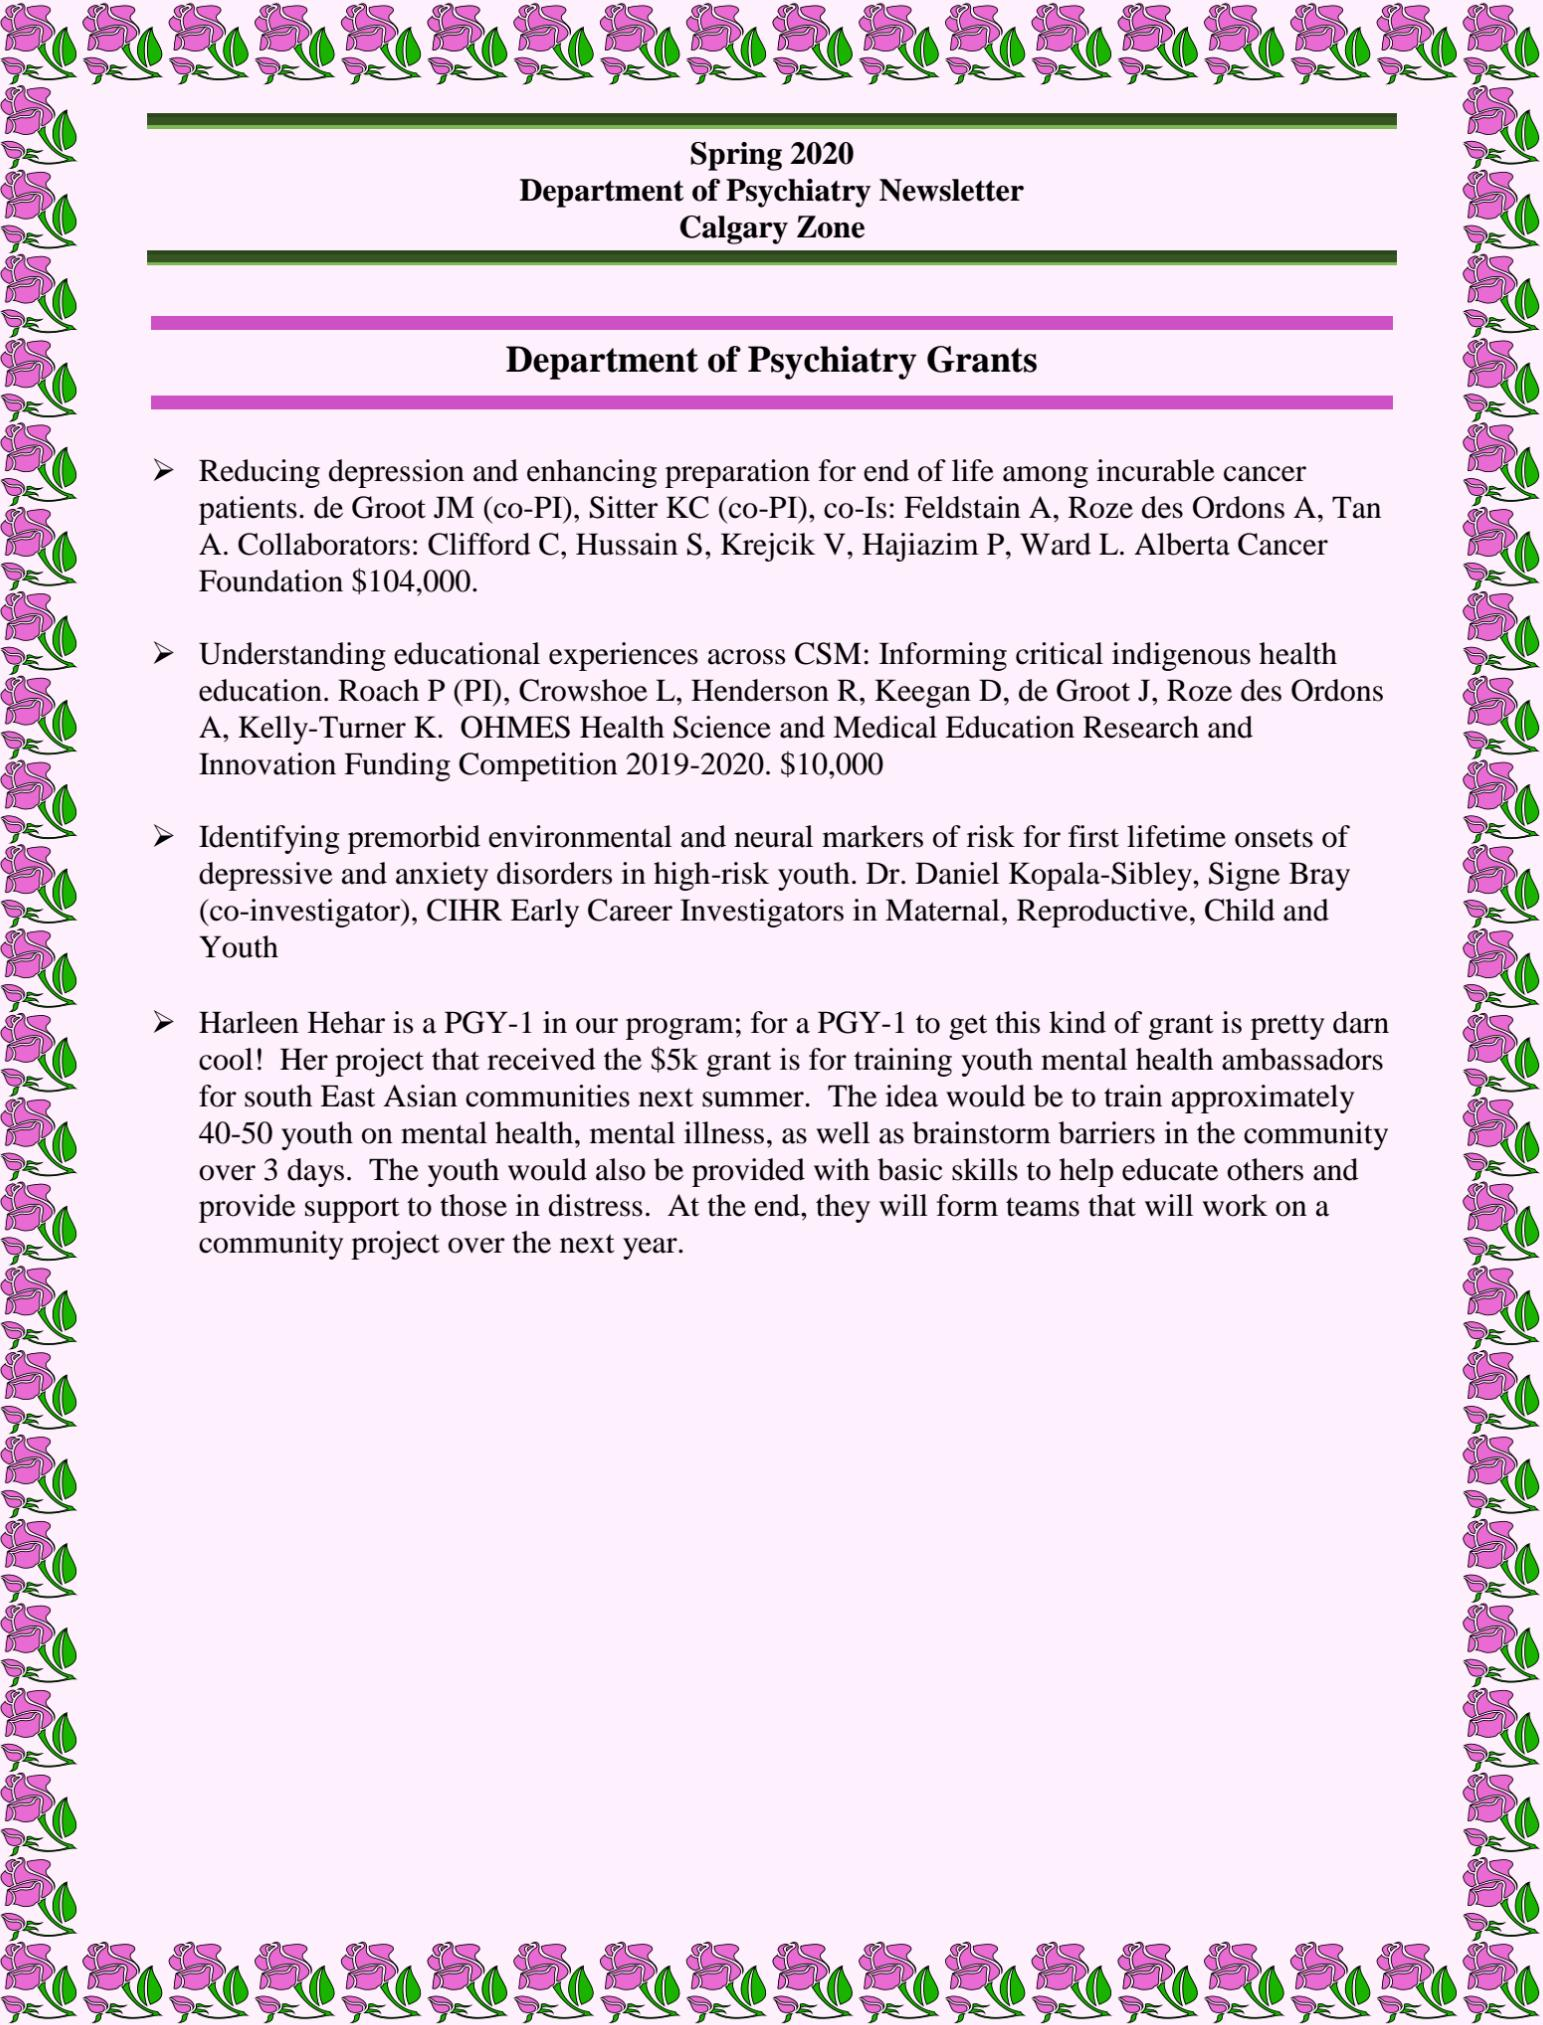 Spring 2020
Department of Psychiatry Newsletter
Calgary Zone
Department of Psychiatry Grants
➢ Reducing depression and enhancing preparation for end of life among incurable cancer
patients. de Groot JM (co-PI), Sitter KC (co-PI), co-Is: Feldstain A, Roze des Ordons A, Tan
A. Collaborators: Clifford C, Hussain S, Krejcik V, Hajiazim P, Ward L. Alberta Cancer
Foundation $104,000.
➢ Understanding educational experiences across CSM: Informing critical indigenous health
education. Roach P (PI), Crowshoe L, Henderson R, Keegan D, de Groot J, Roze des Ordons
A, Kelly-Turner K.  OHMES Health Science and Medical Education Research and
Innovation Funding Competition 2019-2020. $10,000
➢ Identifying premorbid environmental and neural markers of risk for first lifetime onsets of
depressive and anxiety disorders in high-risk youth. Dr. Daniel Kopala-Sibley, Signe Bray
(co-investigator), CIHR Early Career Investigators in Maternal, Reproductive, Child and
Youth
➢ Harleen Hehar is a PGY-1 in our program; for a PGY-1 to get this kind of grant is pretty darn
cool!  Her project that received the $5k grant is for training youth mental health ambassadors
for south East Asian communities next summer.  The idea would be to train approximately
40-50 youth on mental health, mental illness, as well as brainstorm barriers in the community
over 3 days.  The youth would also be provided with basic skills to help educate others and
provide support to those in distress.  At the end, they will form teams that will work on a
community project over the next year.